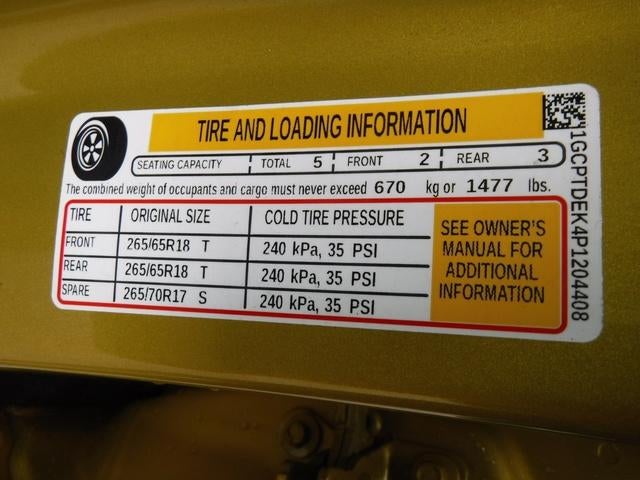 TIRE AND LOADING INFORMATION
SEATING CAPACITY TOTAL 5 FRONT 2 REAR 3
The combined weight of occupants and cargo must never exceed 670 kg or 1477 lbs.
TIRE ORIGINAL SIZE COLD TIRE PRESSURE
FRONT 265/65R18 T 240 kPa, 35 PSI
REAR 265/65R18 T 240 kPa, 35 PSI
SPARE 265/70R17 S 240 kPa, 35 PSI
SEE OWNER'S
MANUAL FOR
ADDITIONAL
INFORMATION
1GCPTDEK4P1204408